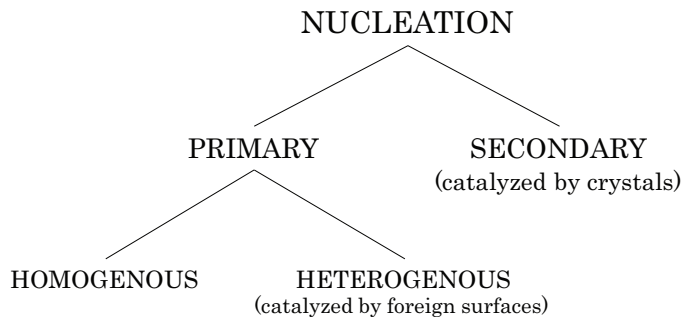 NUCLEATION
PRIMARY
SECONDARY
(catalyzed by crystals)
HOMOGENOUS
HETEROGENOUS
(catalyzed by foreign surfaces)